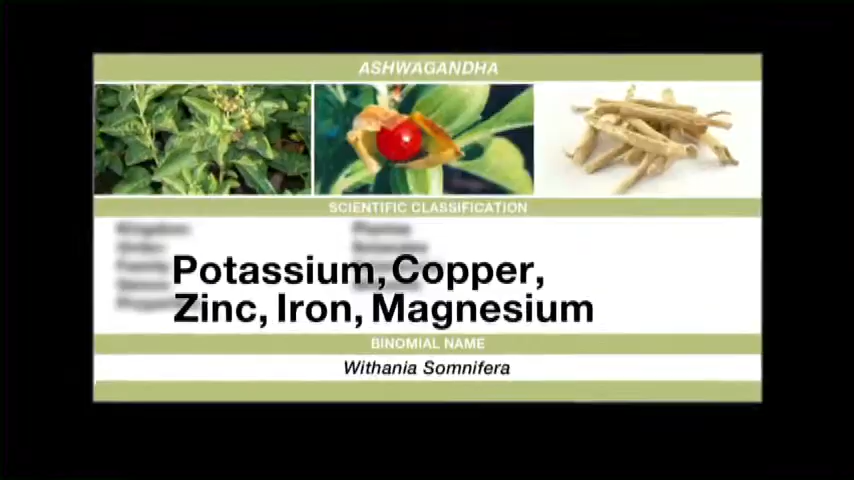 ASHWAGANDHA
SCIENTIFIC CLASSIFICATION
Potassium, Copper,
Zinc, Iron, Magnesium
BINOMIAL NAME
Withania Somnifera